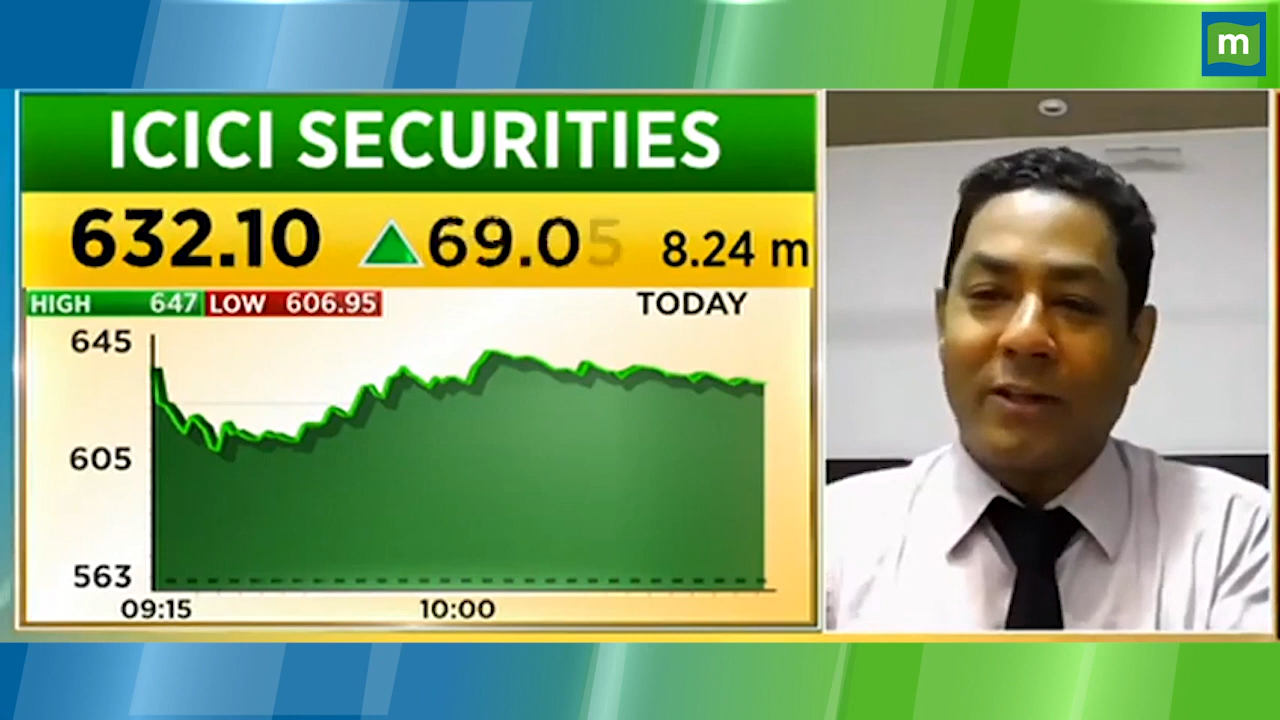 m
ICICI SECURITIES
632.10 ▲ 69.05 8.24 m
HIGH 647 LOW 606.95 TODAY
645
605
563
09:15 10:00